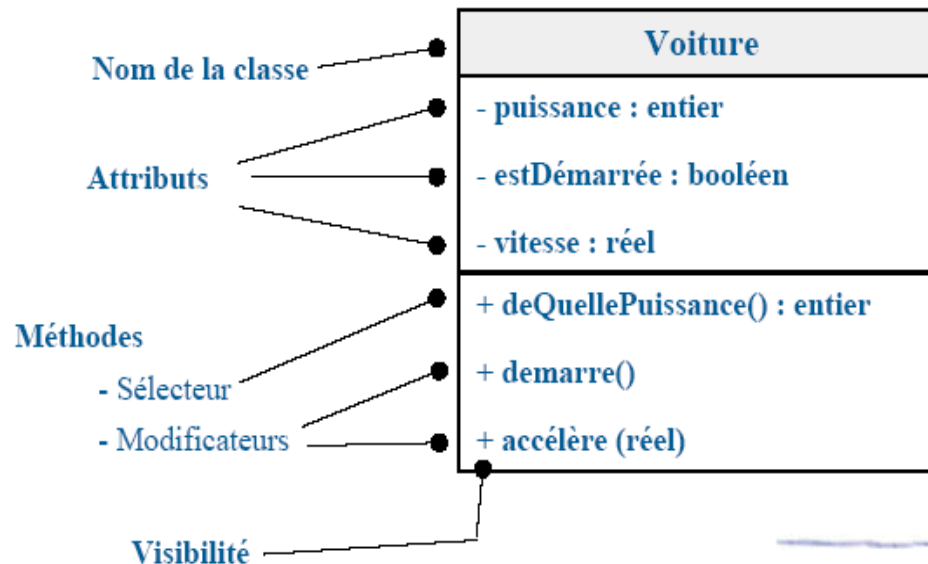 Voiture
Nom de la classe
- puissance : entier
Attributs
- estDémarrée : booléen
- vitesse : réel
+ deQuellePuissance() : entier
Méthodes
- Sélecteur
+ demarre()
- Modificateurs
+ accélère (réel)
Visibilité